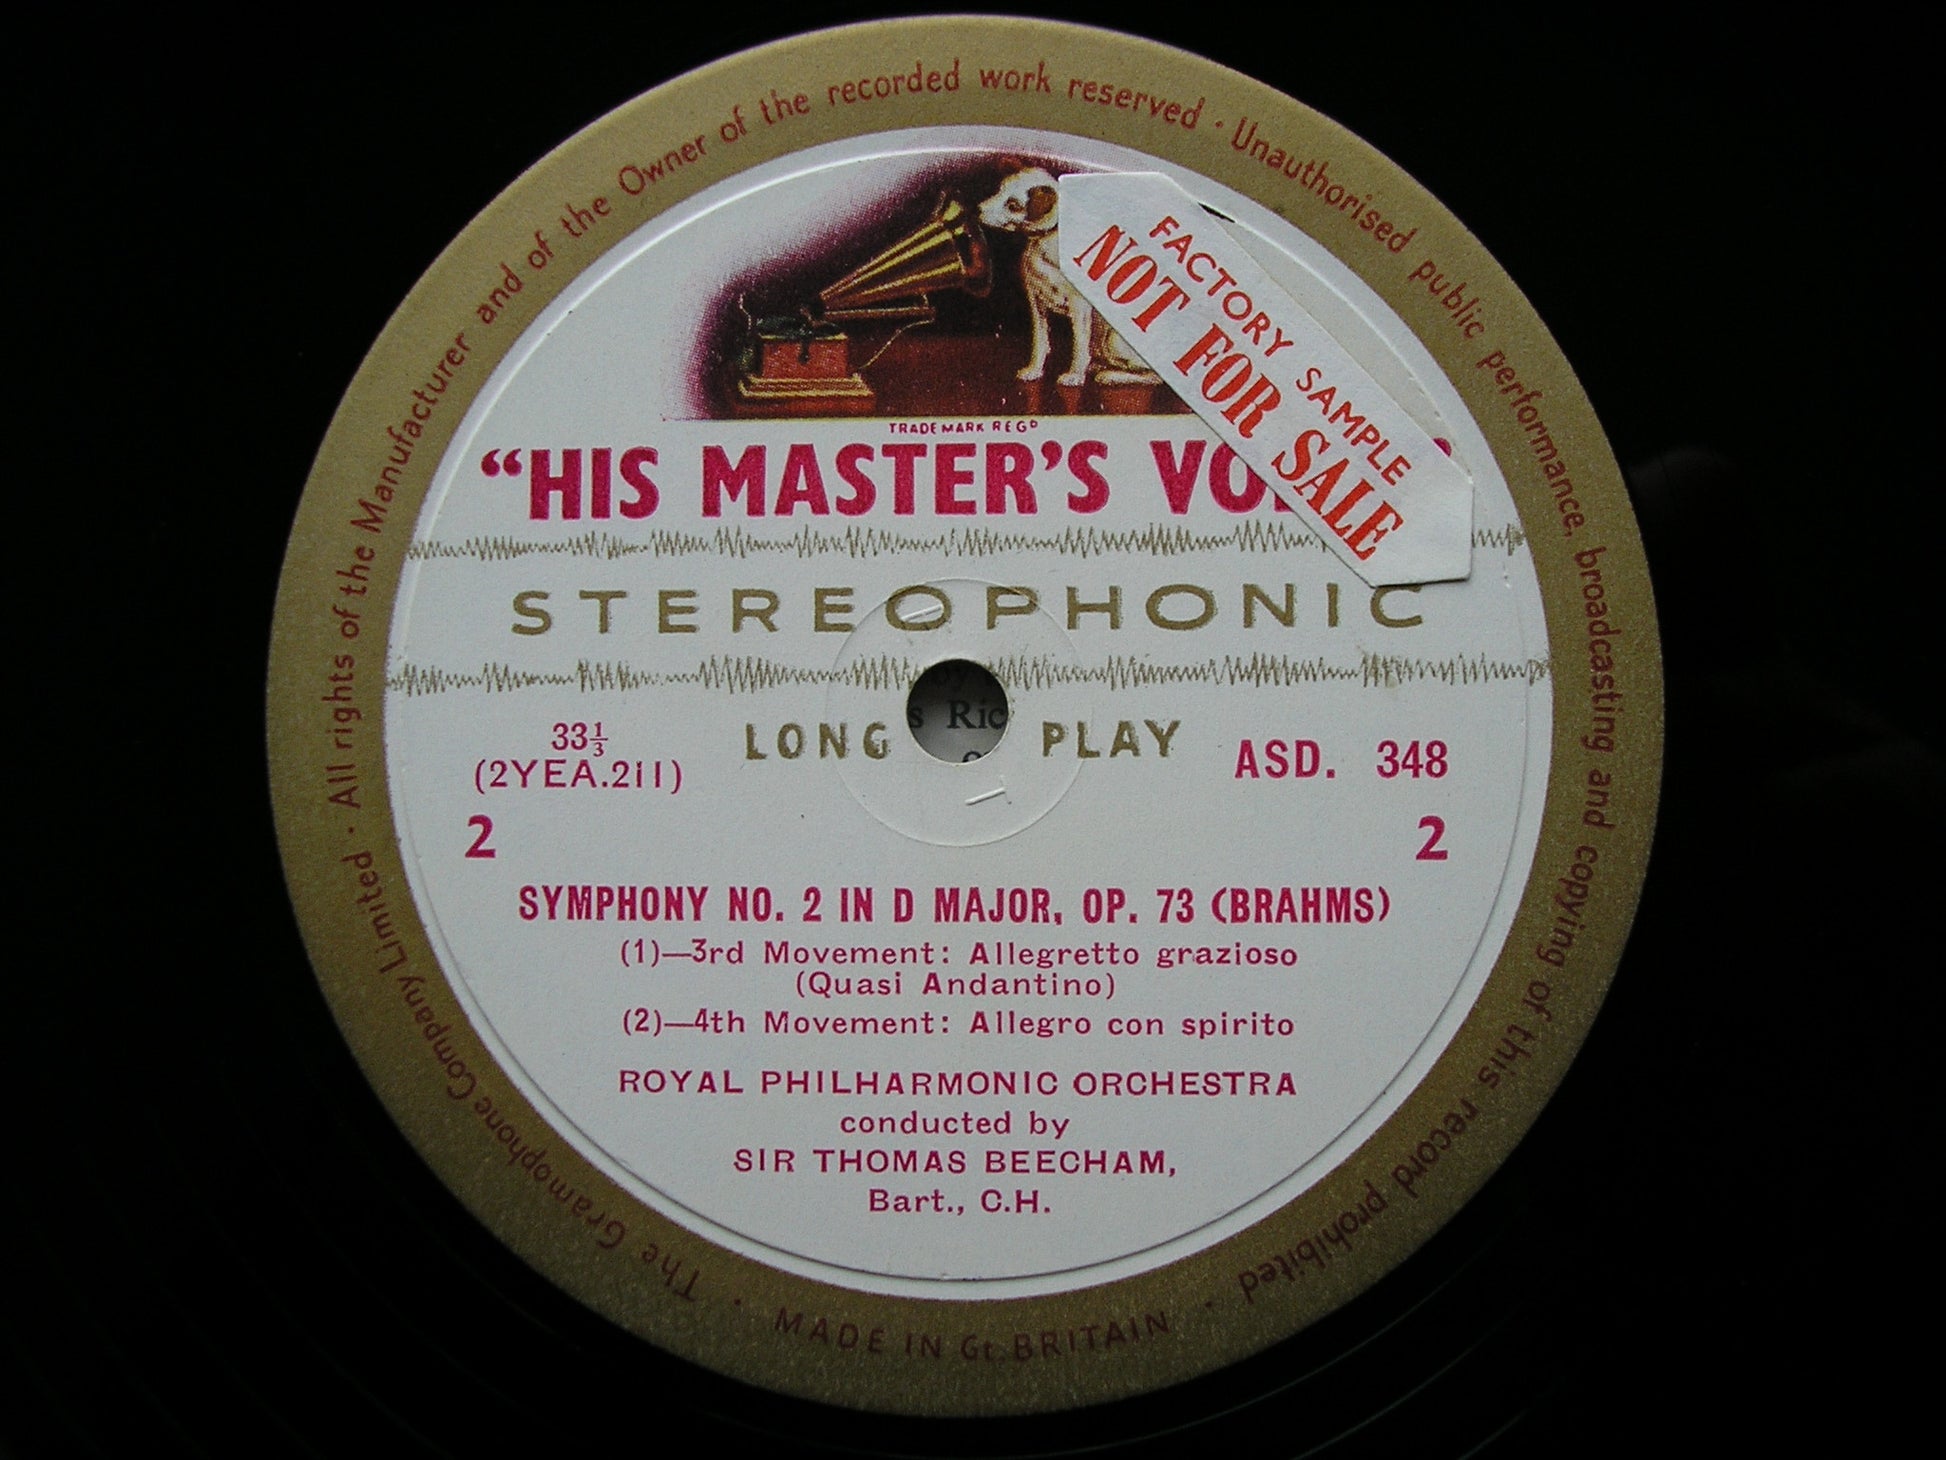 All rights of the Manufacturer and of the Owner of the recorded work reserved · Unauthorised public performance, broadcasting and copying of this record prohibited ·
MADE IN Gt. BRITAIN · The Gramophone Company Limited ·
FACTORY SAMPLE
NOT FOR SALE
TRADE MARK REGD
“HIS MASTER'S VO
STEREOPHONIC
LONG PLAY
s Ric
33⅓
(2YEA.211)
ASD. 348
2 2
SYMPHONY NO. 2 IN D MAJOR, OP. 73 (BRAHMS)
(1)—3rd Movement: Allegretto grazioso
(Quasi Andantino)
(2)—4th Movement: Allegro con spirito
ROYAL PHILHARMONIC ORCHESTRA
conducted by
SIR THOMAS BEECHAM,
Bart., C.H.